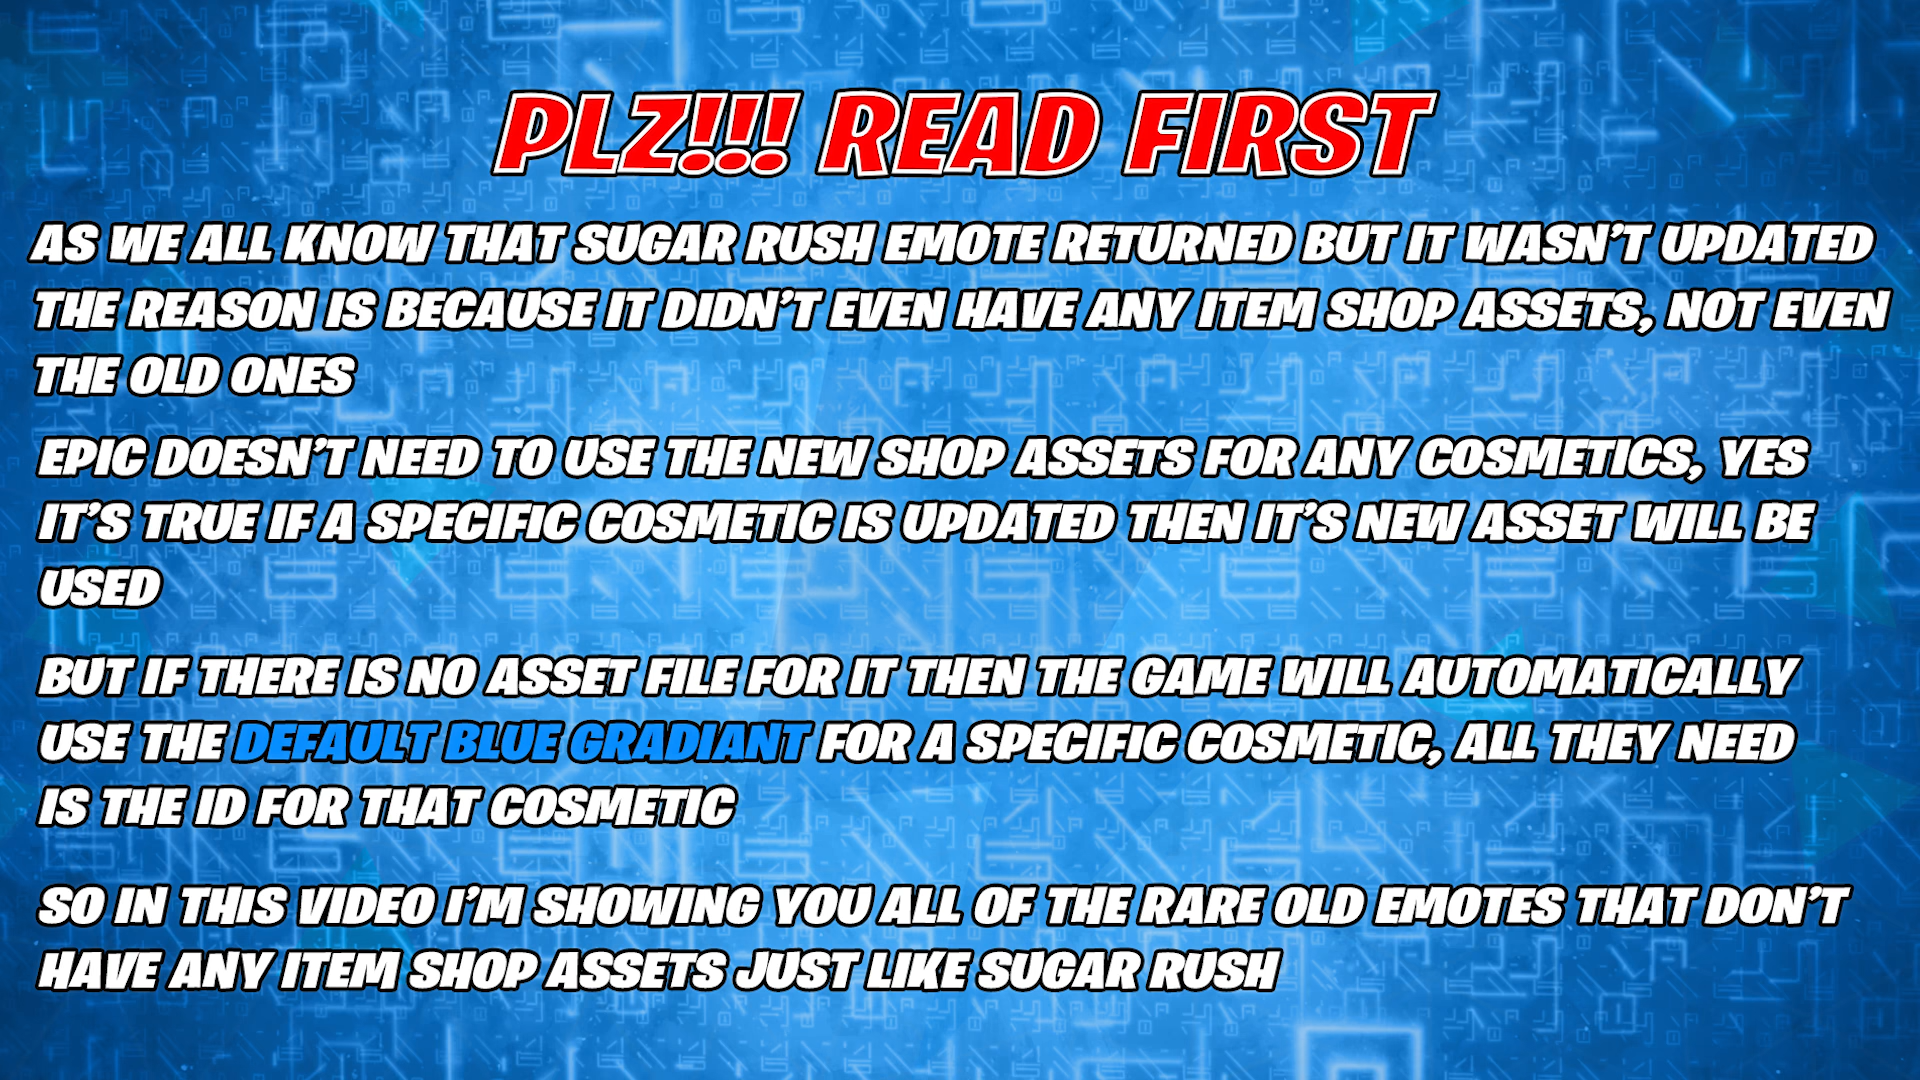 PLZ!!! READ FIRST
AS WE ALL KNOW THAT SUGAR RUSH EMOTE RETURNED BUT IT WASN'T UPDATED
THE REASON IS BECAUSE IT DIDN'T EVEN HAVE ANY ITEM SHOP ASSETS, NOT EVEN
THE OLD ONES
EPIC DOESN'T NEED TO USE THE NEW SHOP ASSETS FOR ANY COSMETICS, YES
IT'S TRUE IF A SPECIFIC COSMETIC IS UPDATED THEN IT'S NEW ASSET WILL BE
USED
BUT IF THERE IS NO ASSET FILE FOR IT THEN THE GAME WILL AUTOMATICALLY
USE THE DEFAULT BLUE GRADIANT FOR A SPECIFIC COSMETIC, ALL THEY NEED
IS THE ID FOR THAT COSMETIC
SO IN THIS VIDEO I'M SHOWING YOU ALL OF THE RARE OLD EMOTES THAT DON'T
HAVE ANY ITEM SHOP ASSETS JUST LIKE SUGAR RUSH